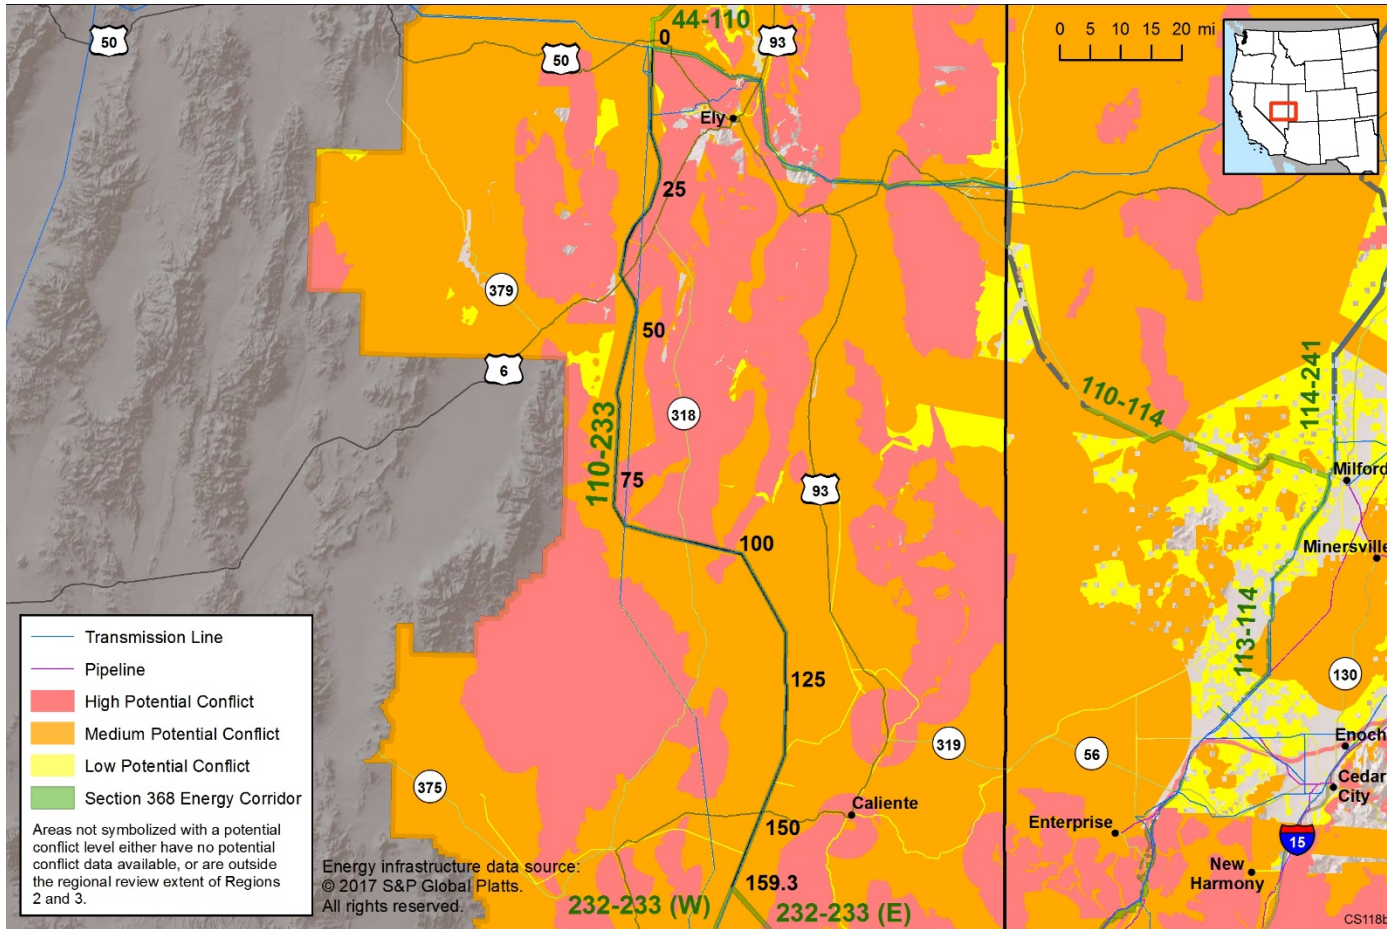 44-110
0
50
50
93
0 5 10 20 mi
Ely
25
379
50
6
318
110-233
75
93
110-114
114-241
Milford
100
Minersville
113-114
125
130
319
56
Enoch
375
Cedar
City
Caliente
150
Enterprise
15
New
Harmony
159.3
232-233 (W)
232-233 (E)
Transmission Line
Pipeline
High Potential Conflict
Medium Potential Conflict
Low Potential Conflict
Section 368 Energy Corridor
Areas not symbolized with a potential
conflict level either have no potential
conflict data available, or are outside
the regional review extent of Regions
2 and 3.
Energy infrastructure data source:
© 2017 S&P Global Platts.
All rights reserved.
CS118b